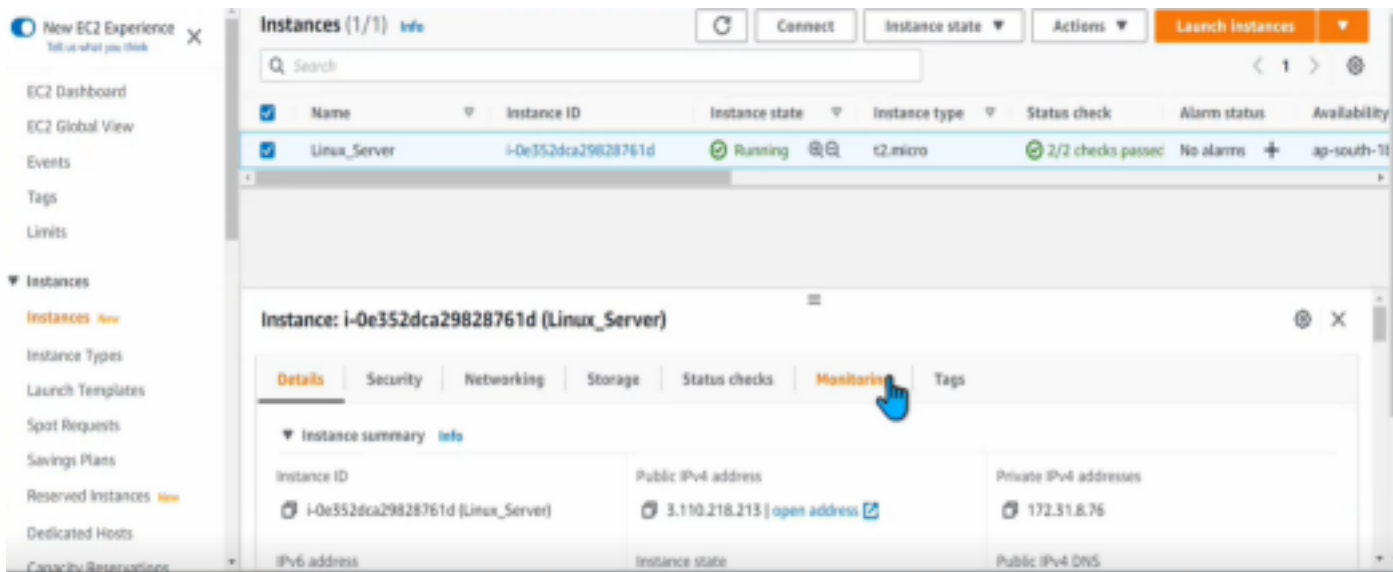 New EC2 Experience
Tell us what you think
EC2 Dashboard
EC2 Global View
Events
Tags
Limits
Instances
Instances New
Instance Types
Launch Templates
Spot Requests
Savings Plans
Reserved Instances New
Dedicated Hosts
Capacity Reservations
Instances (1/1) Info
Connect
Instance state
Actions
Launch instances
Search
1
Name Instance ID Instance state Instance type Status check Alarm status Availability
Linux_Server i-0e352dca29828761d Running t2.micro 2/2 checks passed No alarms + ap-south-1b
Instance: i-0e352dca29828761d (Linux_Server)
Details Security Networking Storage Status checks Monitoring Tags
Instance summary Info
Instance ID Public IPv4 address Private IPv4 addresses
i-0e352dca29828761d (Linux_Server) 3.110.218.213 | open address 172.31.8.76
IPv6 address Instance state Public IPv4 DNS